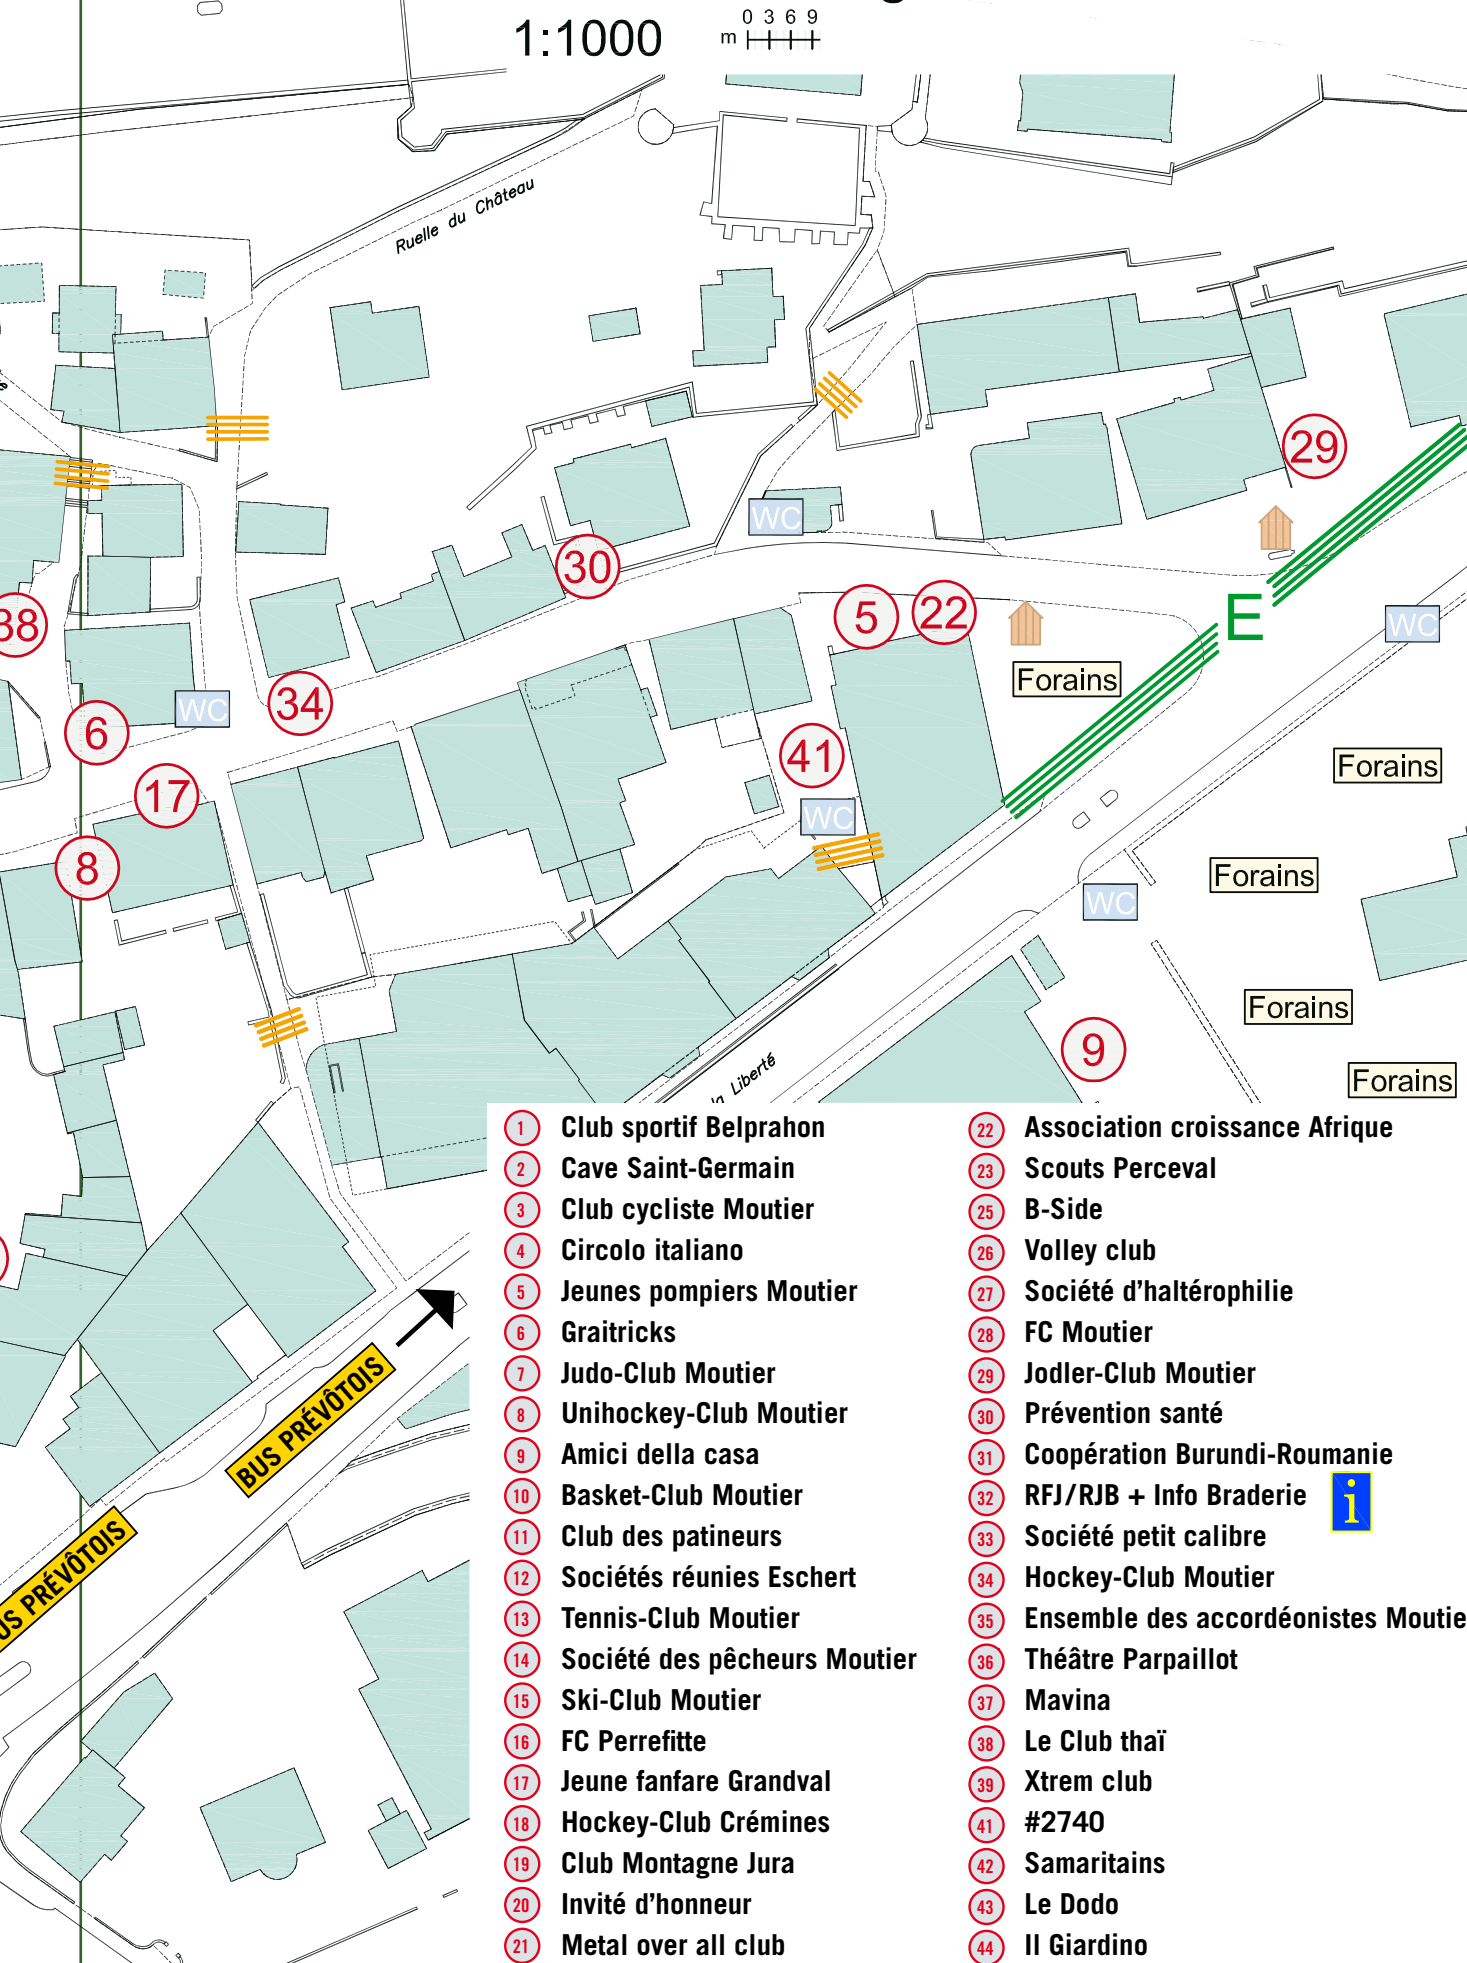 1:1000
m 0 3 6 9
Ruelle du Château
29
WC
30
5
22
E
WC
38
Forains
34
WC
6
41
Forains
17
WC
8
Forains
WC
Forains
9
la Liberté
Forains
BUS PRÉVÔTOIS
US PRÉVÔTOIS
1 Club sportif Belprahon
2 Cave Saint-Germain
3 Club cycliste Moutier
4 Circolo italiano
5 Jeunes pompiers Moutier
6 Graitricks
7 Judo-Club Moutier
8 Unihockey-Club Moutier
9 Amici della casa
10 Basket-Club Moutier
11 Club des patineurs
12 Sociétés réunies Eschert
13 Tennis-Club Moutier
14 Société des pêcheurs Moutier
15 Ski-Club Moutier
16 FC Perrefitte
17 Jeune fanfare Grandval
18 Hockey-Club Crémines
19 Club Montagne Jura
20 Invité d'honneur
21 Metal over all club
22 Association croissance Afrique
23 Scouts Perceval
25 B-Side
26 Volley club
27 Société d'haltérophilie
28 FC Moutier
29 Jodler-Club Moutier
30 Prévention santé
31 Coopération Burundi-Roumanie
32 RFJ/RJB + Info Braderie i
33 Société petit calibre
34 Hockey-Club Moutier
35 Ensemble des accordéonistes Moutie
36 Théâtre Parpaillot
37 Mavina
38 Le Club thaï
39 Xtrem club
41 #2740
42 Samaritains
43 Le Dodo
44 Il Giardino